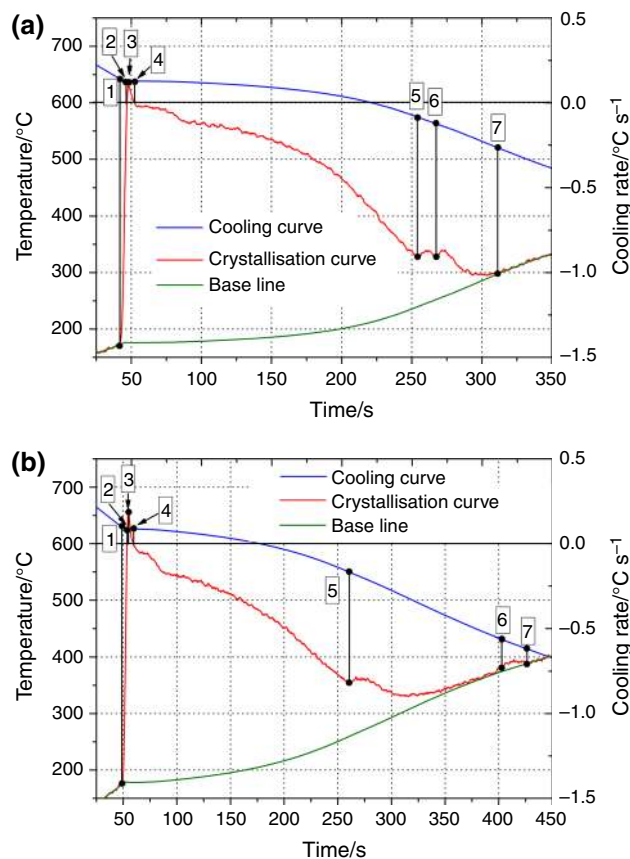 (a)
700
600
500
400
300
200
Temperature/°C
0.5
0.0
−0.5
−1.0
−1.5
Cooling rate/°C s⁻¹
2 3 4
1
5 6 7
Cooling curve
Crystallisation curve
Base line
50 100 150 200 250 300 350
Time/s
(b)
700
600
500
400
300
200
Temperature/°C
0.5
0.0
−0.5
−1.0
−1.5
Cooling rate/°C s⁻¹
Cooling curve
Crystallisation curve
Base line
3
2 4
1
5
6 7
50 100 150 200 250 300 350 400 450
Time/s